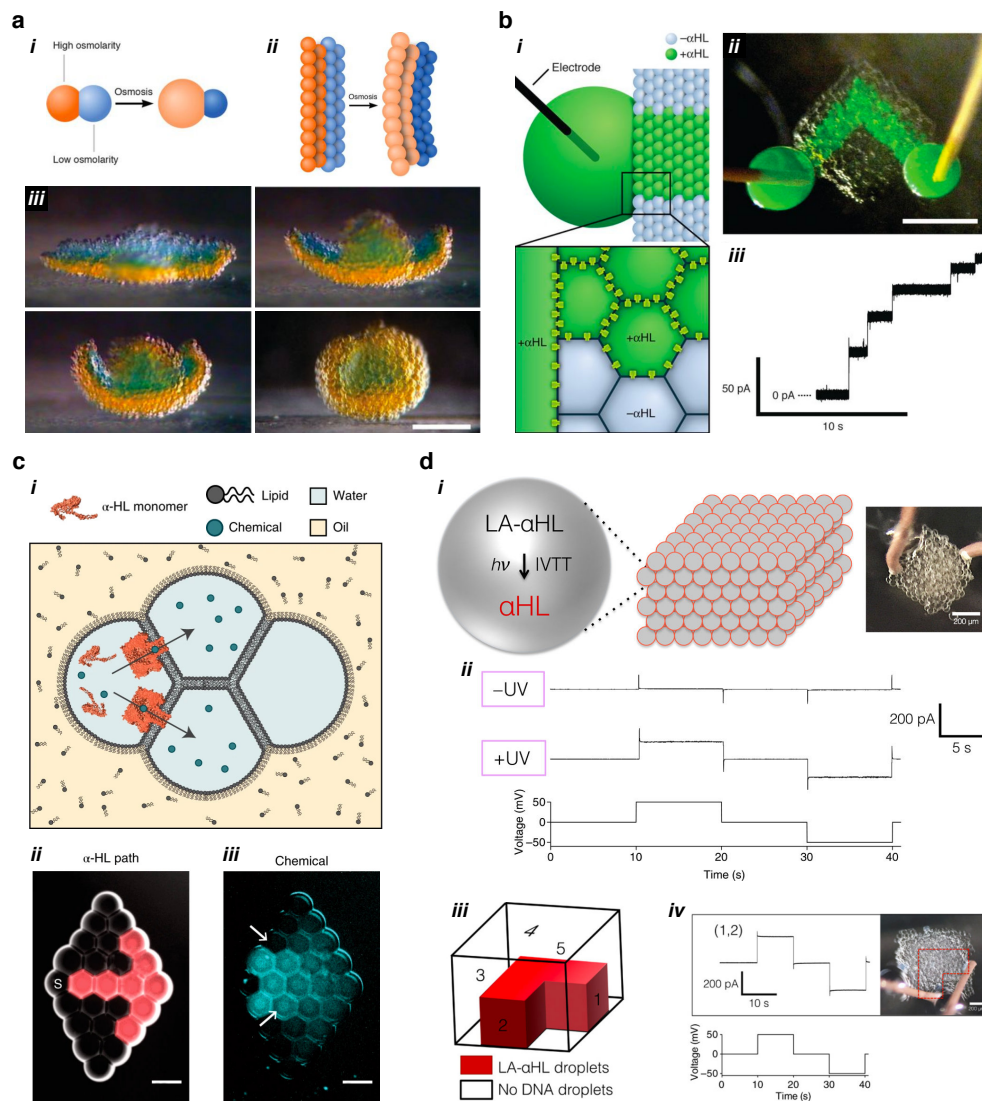 a
i
High osmolarity
Osmosis
Low osmolarity
ii
Osmosis
iii
b
i
−αHL
+αHL
Electrode
+αHL
+αHL
−αHL
ii
iii
50 pA
0 pA
10 s
c
i
α-HL monomer
Lipid
Water
Chemical
Oil
ii
α-HL path
S
iii
Chemical
d
i
LA-αHL
hν
IVTT
αHL
200 µm
ii
−UV
+UV
200 pA
5 s
Voltage (mV)
50
0
−50
0
10
20
30
40
Time (s)
iii
4
5
3
1
2
LA-αHL droplets
No DNA droplets
iv
(1,2)
200 pA
10 s
200 µm
Voltage (mV)
50
0
−50
0
10
20
30
40
Time (s)